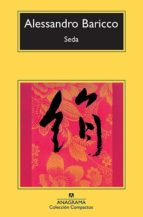 Alessandro Baricco
Seda
ANAGRAMA
Colección Compactos